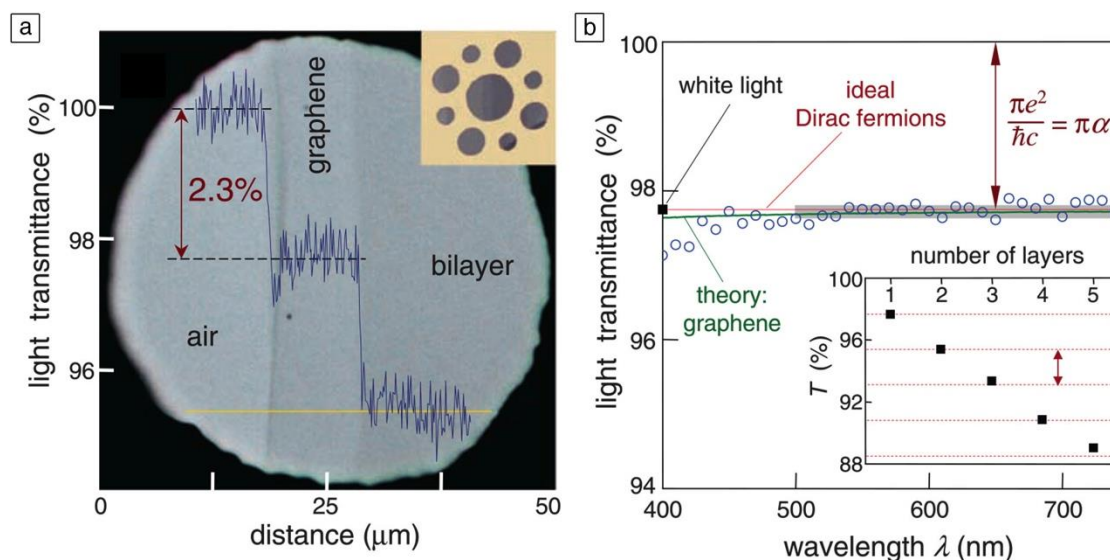 a
light transmittance (%)
100
98
96
2.3%
air
graphene
bilayer
0
25
50
distance (μm)
b
light transmittance (%)
100
98
96
94
white light
ideal
Dirac fermions
πe²
ħc
= πα
theory:
graphene
number of layers
1 2 3 4 5
T (%)
100
96
92
88
400 500 600 700
wavelength λ (nm)